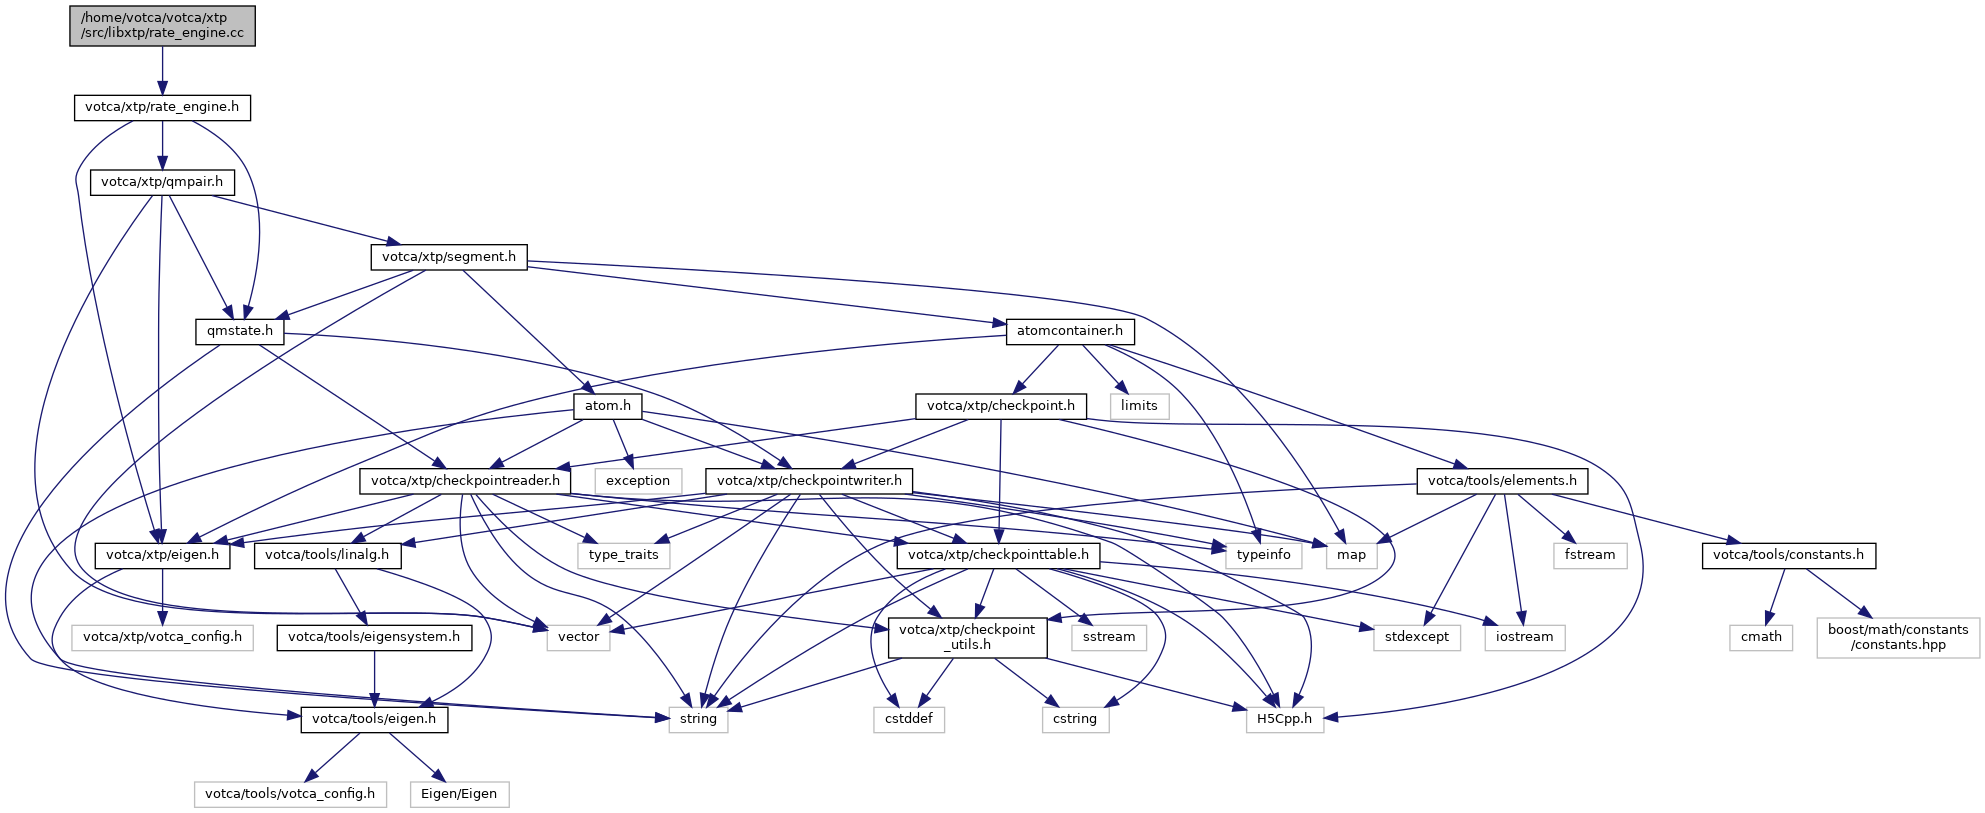 /home/votca/votca/xtp
/src/libxtp/rate_engine.cc
votca/xtp/rate_engine.h
votca/xtp/qmpair.h
votca/xtp/segment.h
qmstate.h
atomcontainer.h
atom.h
votca/xtp/checkpoint.h
limits
votca/xtp/checkpointreader.h
exception
votca/xtp/checkpointwriter.h
votca/tools/elements.h
votca/xtp/eigen.h
votca/tools/linalg.h
type_traits
votca/xtp/checkpointtable.h
typeinfo
map
fstream
votca/tools/constants.h
votca/xtp/votca_config.h
votca/tools/eigensystem.h
vector
votca/xtp/checkpoint
_utils.h
sstream
stdexcept
iostream
cmath
boost/math/constants
/constants.hpp
votca/tools/eigen.h
string
cstddef
cstring
H5Cpp.h
votca/tools/votca_config.h
Eigen/Eigen